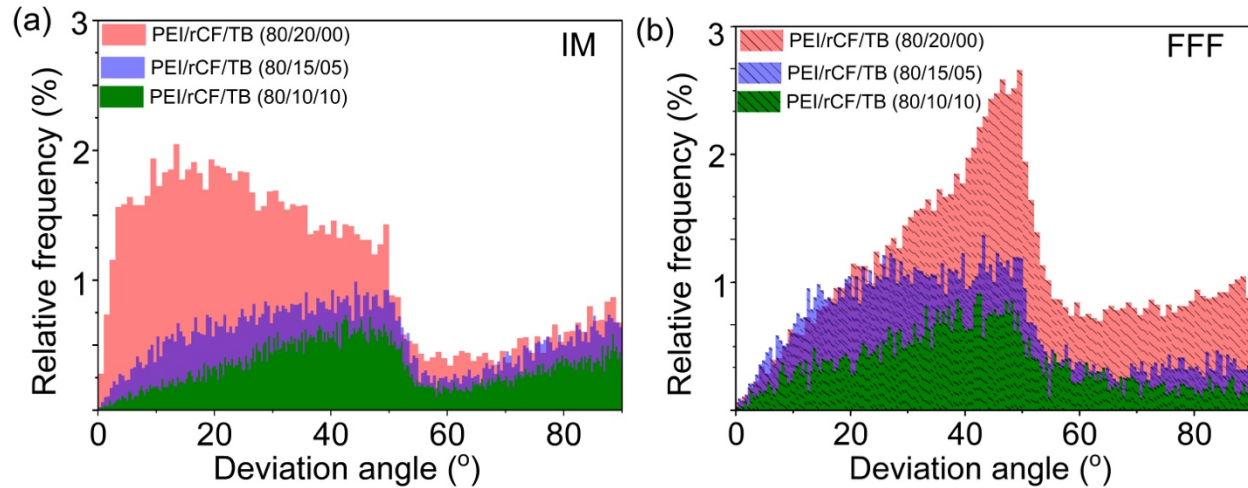 (a)
3
PEI/rCF/TB (80/20/00)
IM
PEI/rCF/TB (80/15/05)
PEI/rCF/TB (80/10/10)
2
1
0
Relative frequency (%)
0 20 40 60 80
Deviation angle (º)
(b)
3
PEI/rCF/TB (80/20/00)
FFF
PEI/rCF/TB (80/15/05)
PEI/rCF/TB (80/10/10)
2
1
0
Relative frequency (%)
0 20 40 60 80
Deviation angle (º)